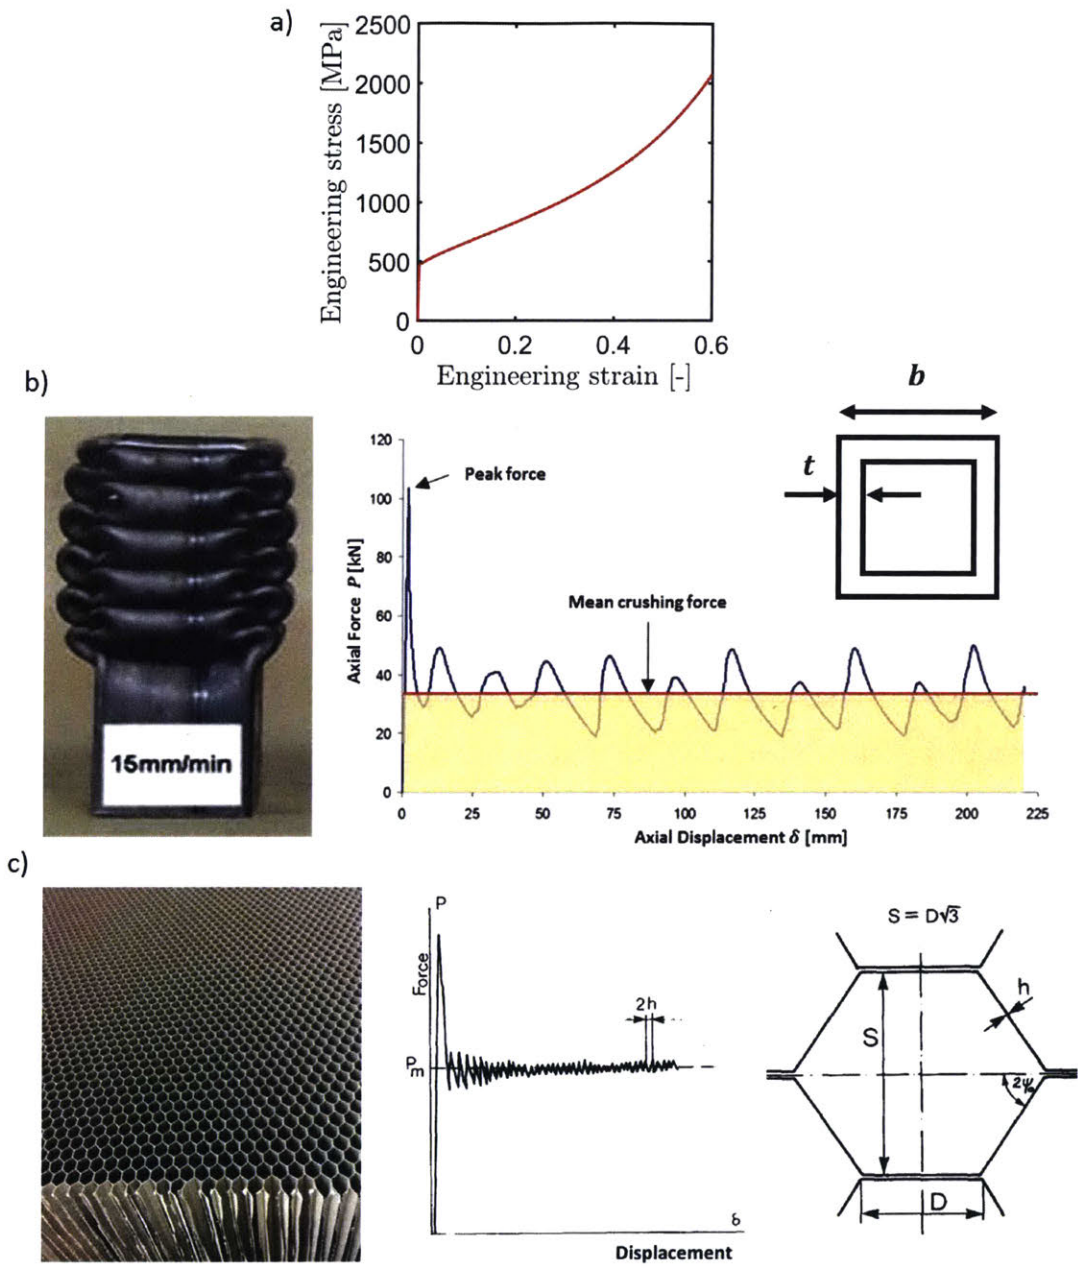 a)
Engineering stress [MPa]
2500
2000
1500
1000
500
0
0 0.2 0.4 0.6
Engineering strain [-]
b)
15mm/min
Axial Force P [kN]
120
100
80
60
40
20
0
Peak force
Mean crushing force
0 25 50 75 100 125 150 175 200 225
Axial Displacement δ [mm]
b
t
c)
P
Force
Pm
2h
δ
Displacement
S = D√3
h
S
2ψ
D